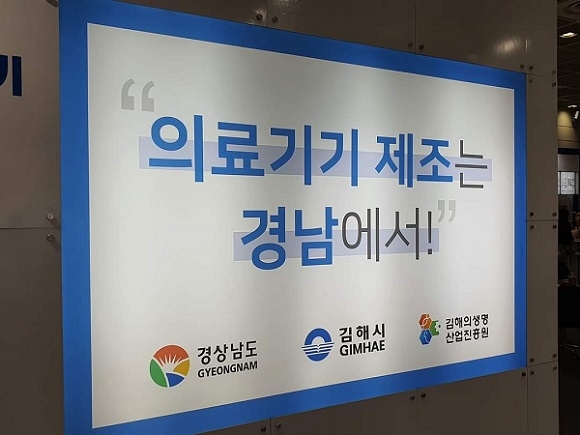 기
“의료기기 제조는
경남에서!”
경상남도
GYEONGNAM
김해시
GIMHAE
김해의생명
산업진흥원